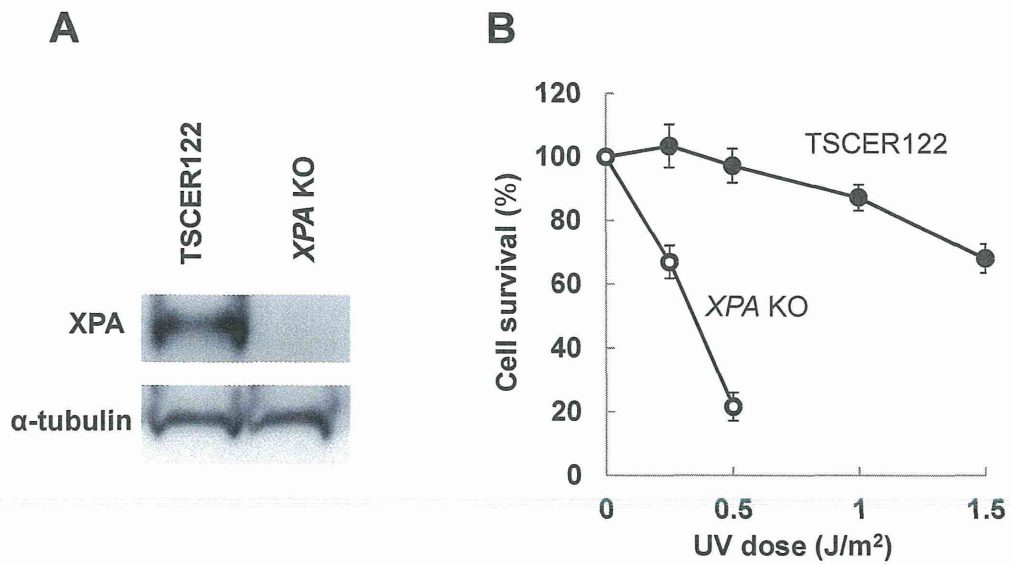 A
TSCER122
XPA KO
XPA
α-tubulin
B
120
100
80
60
40
20
0
Cell survival (%)
TSCER122
XPA KO
0 0.5 1 1.5
UV dose (J/m²)